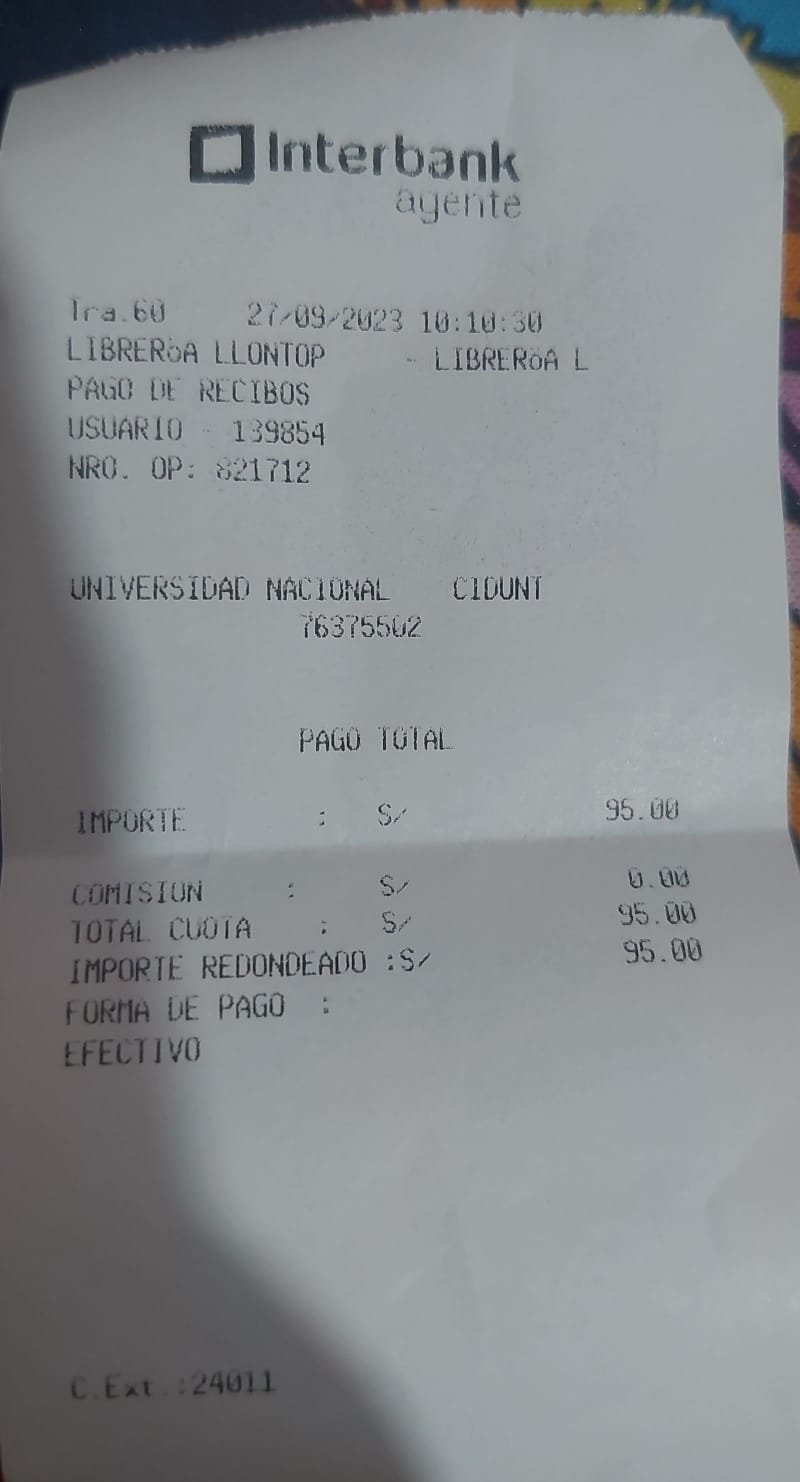 Interbank
agente
Tra.60 27/09/2023 10:10:30
LIBRERöA LLONTOP - LIBRERöA L
PAGO DE RECIBOS
USUARIO - 139854
NRO. OP: 821712
UNIVERSIDAD NACIONAL CIDUNT
76375502
PAGO TOTAL
IMPORTE : S/ 95.00
COMISION : S/ 0.00
TOTAL CUOTA : S/ 95.00
IMPORTE REDONDEADO :S/ 95.00
FORMA DE PAGO :
EFECTIVO
C.Ext.:24011